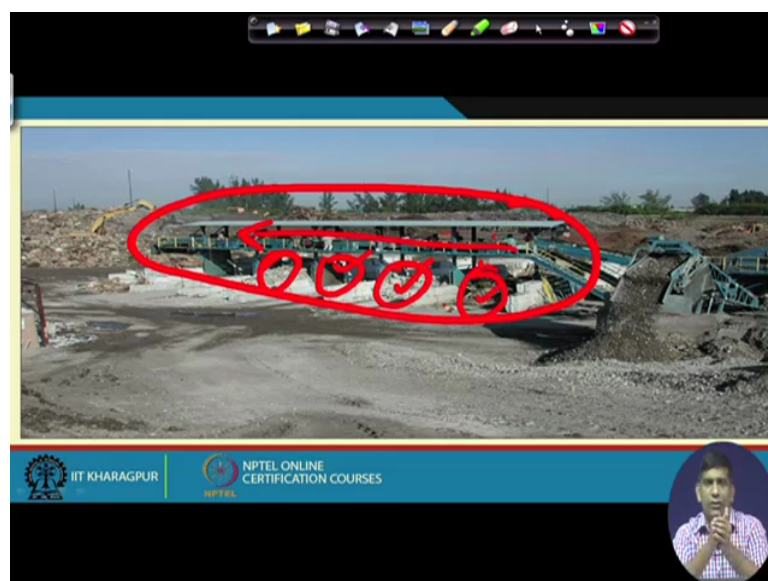 IIT KHARAGPUR
NPTEL
NPTEL ONLINE
CERTIFICATION COURSES